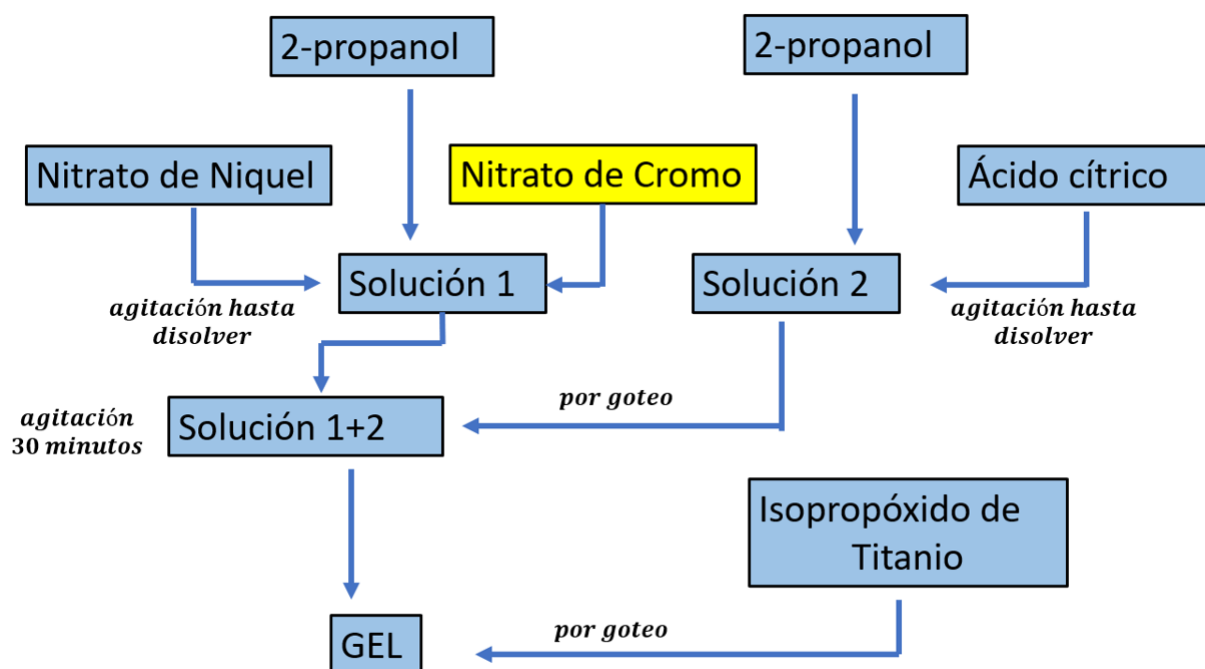 2-propanol
2-propanol
Nitrato de Niquel
Nitrato de Cromo
Ácido cítrico
Solución 1
Solución 2
agitación hasta
disolver
agitación hasta
disolver
agitación
30 minutos
Solución 1+2
por goteo
Isopropóxido de
Titanio
GEL
por goteo